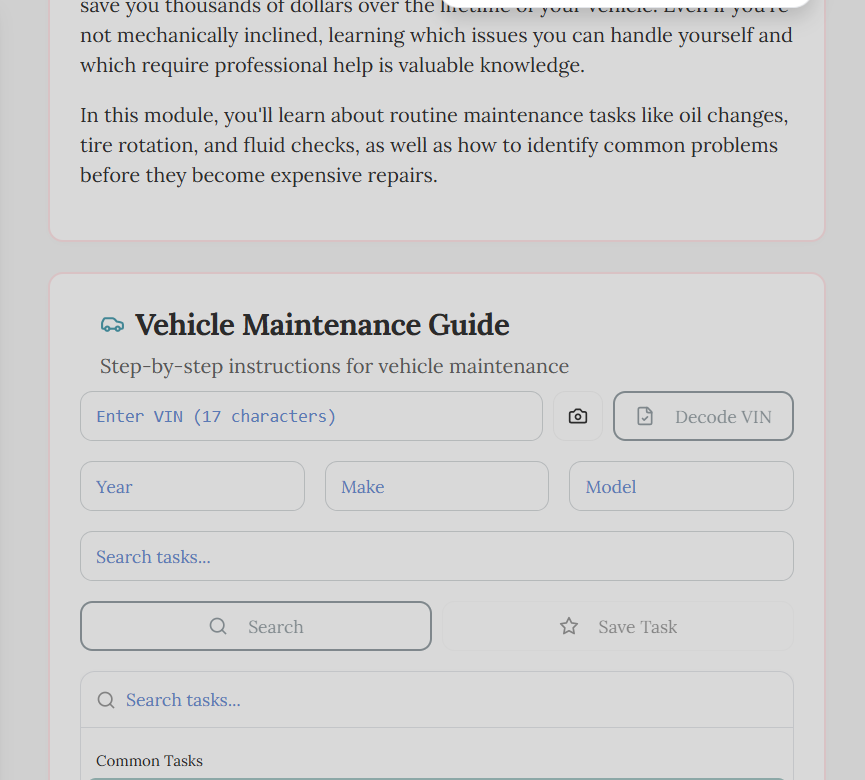 save you thousands of dollars over the lifetime of your vehicle. Even if you're
not mechanically inclined, learning which issues you can handle yourself and
which require professional help is valuable knowledge.
In this module, you'll learn about routine maintenance tasks like oil changes,
tire rotation, and fluid checks, as well as how to identify common problems
before they become expensive repairs.
Vehicle Maintenance Guide
Step-by-step instructions for vehicle maintenance
Enter VIN (17 characters)
Decode VIN
Year
Make
Model
Search tasks...
Search
Save Task
Search tasks...
Common Tasks